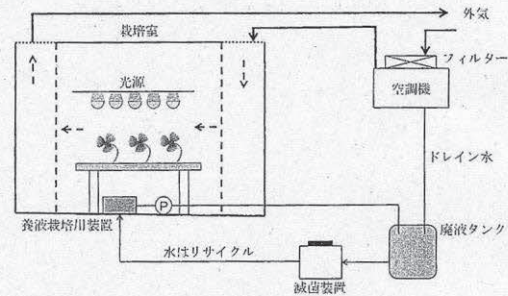 栽培室
外気
フィルター
光源
空調機
ドレイン水
P
養液栽培用装置
廃液タンク
水はリサイクル
滅菌装置